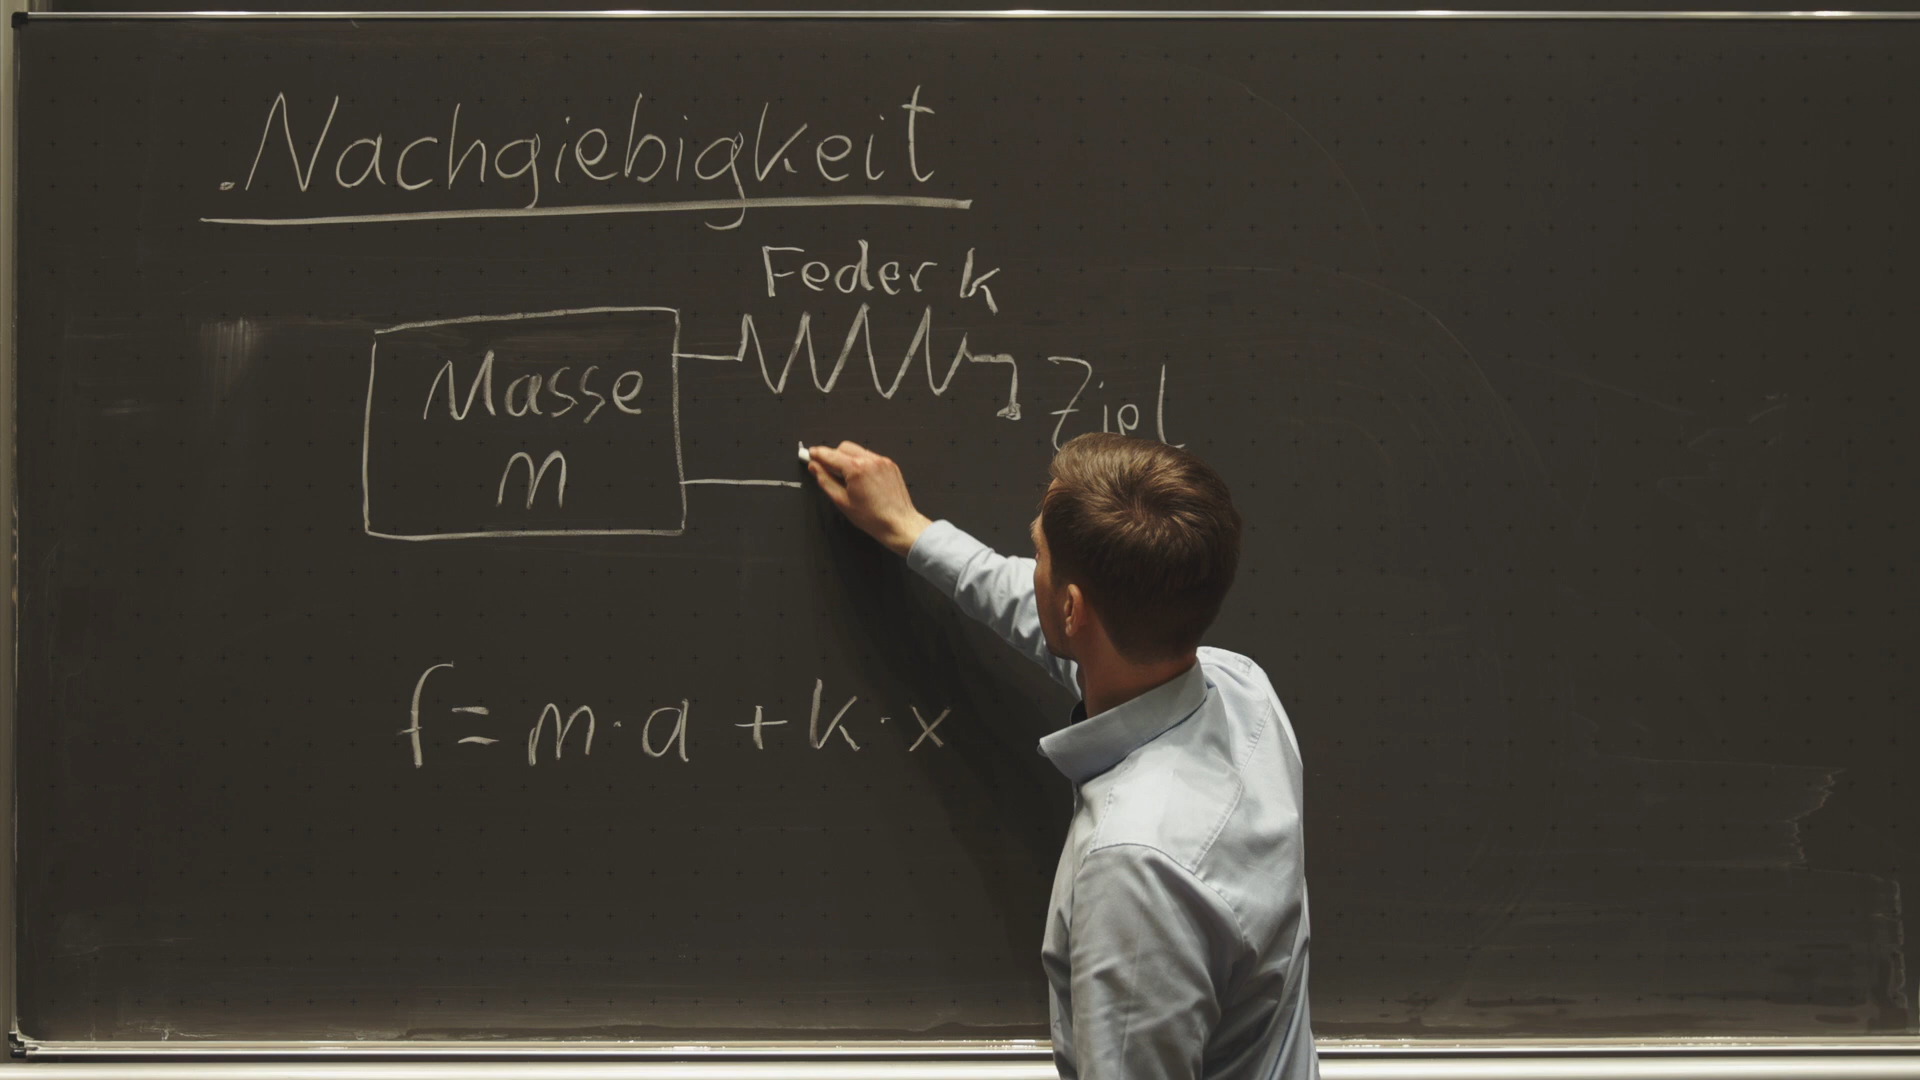 . Nachgiebigkeit
Feder k
Masse
m
Ziel
f = m · a + k · x